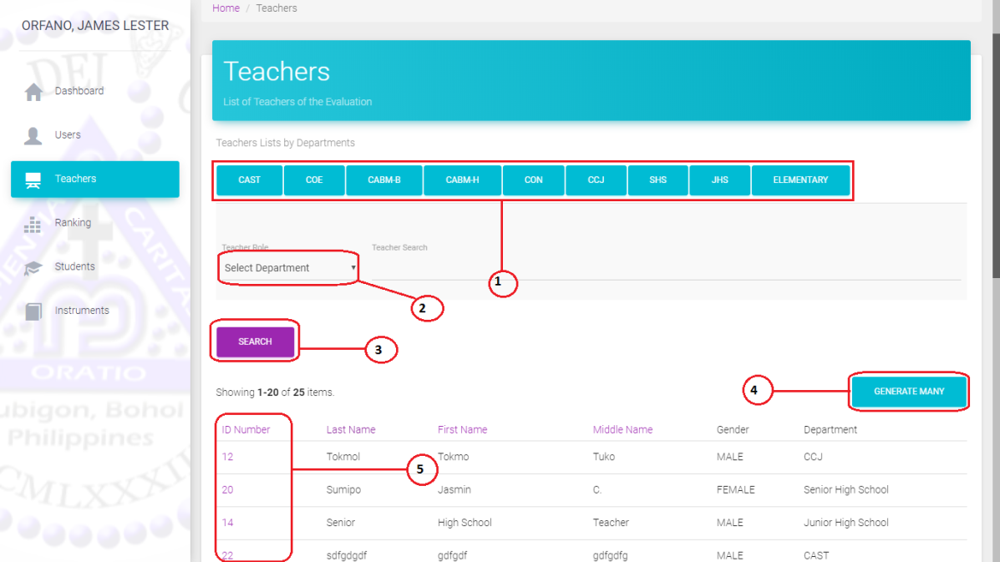 ORFANO, JAMES LESTER
Dashboard
Users
Teachers
Ranking
Students
Instruments
DEI
CARITA
ORATIO
ubigon, Bohol
Philippines
CMLXXXI
Home / Teachers
Teachers
List of Teachers of the Evaluation
Teachers Lists by Departments
CAST COE CABM-B CABM-H CON CCJ SHS JHS ELEMENTARY
Teacher Role Teacher Search
Select Department
1
2
SEARCH
3
Showing 1-20 of 25 items.
4
GENERATE MANY
ID Number Last Name First Name Middle Name Gender Department
12 Tokmol Tokmo Tuko MALE CCJ
5
20 Sumipo Jasmin C. FEMALE Senior High School
14 Senior High School Teacher MALE Junior High School
22 sdfgdgdf gdfgdf gdfgdfg MALE CAST